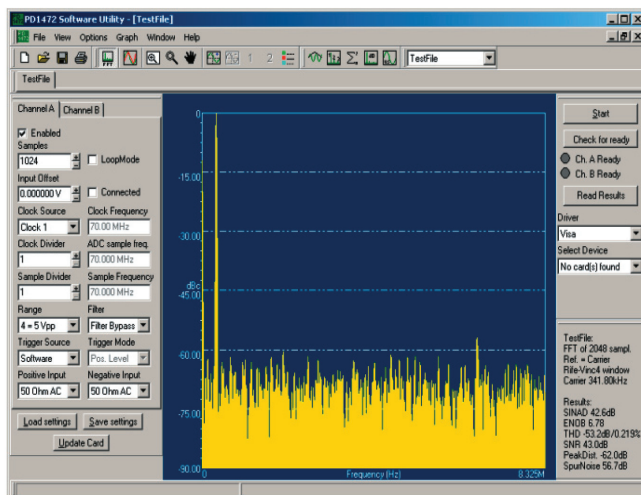 PD1472 Software Utility - [TestFile]
File View Options Graph Window Help
FFT 1 2 TestFile
TestFile
Channel A Channel B
Enabled
Samples
1024 LoopMode
Input Offset
0.000000 V Connected
Clock Source Clock Frequency
Clock 1 70.00 MHz
Clock Divider ADC sample freq.
1 70.000 MHz
Sample Divider Sample Frequency
1 70.000 MHz
Range Filter
4 = 5 Vpp Filter Bypass
Trigger Source Trigger Mode
Software Pos. Level
Positive Input Negative Input
50 Ohm AC 50 Ohm AC
Load settings Save settings
Update Card
0
-15.00
-30.00
dBc
-45.00
-60.00
-75.00
-90.00
Frequency (Hz) 8.325M
Start
Check for ready
Ch. A Ready
Ch. B Ready
Read Results
Driver
Visa
Select Device
No card(s) found
TestFile:
FFT of 2048 sampl.
Ref. = Carrier
Rife-Vinc4 window
Carrier 341.80kHz
Results:
SINAD 42.6dB
ENOB 6.78
THD -53.2dB/0.219%
SNR 43.0dB
PeakDist. -62.0dB
SpurNoise 56.7dB